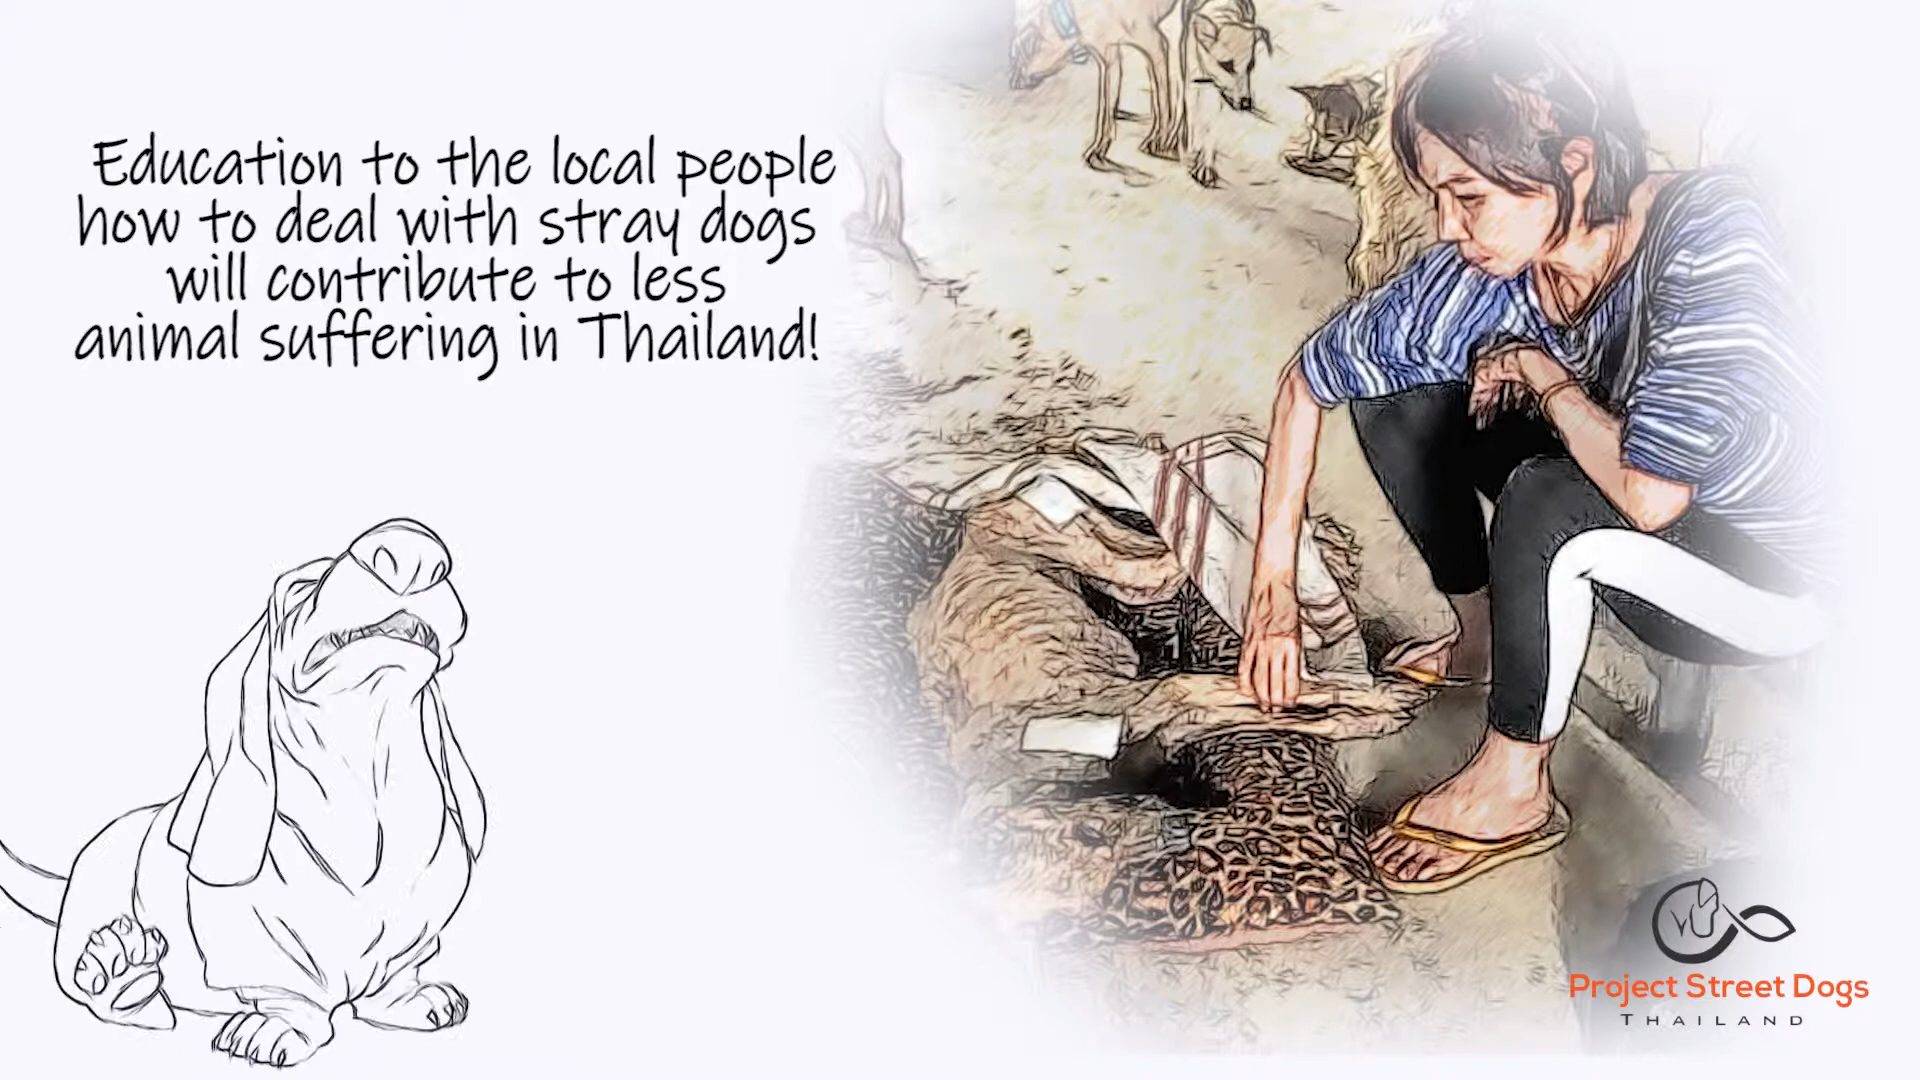 Education to the local people
how to deal with stray dogs
will contribute to less
animal suffering in Thailand!
Project Street Dogs
THAILAND